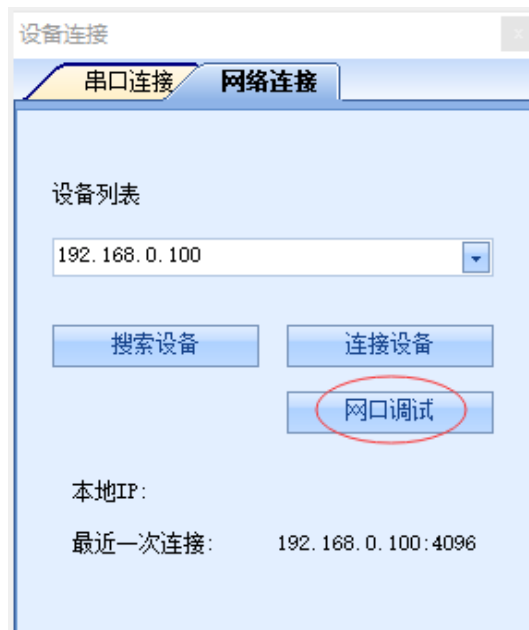 设备连接
x
串口连接 网络连接
设备列表
192.168.0.100
搜索设备 连接设备
网口调试
本地IP:
最近一次连接: 192.168.0.100:4096